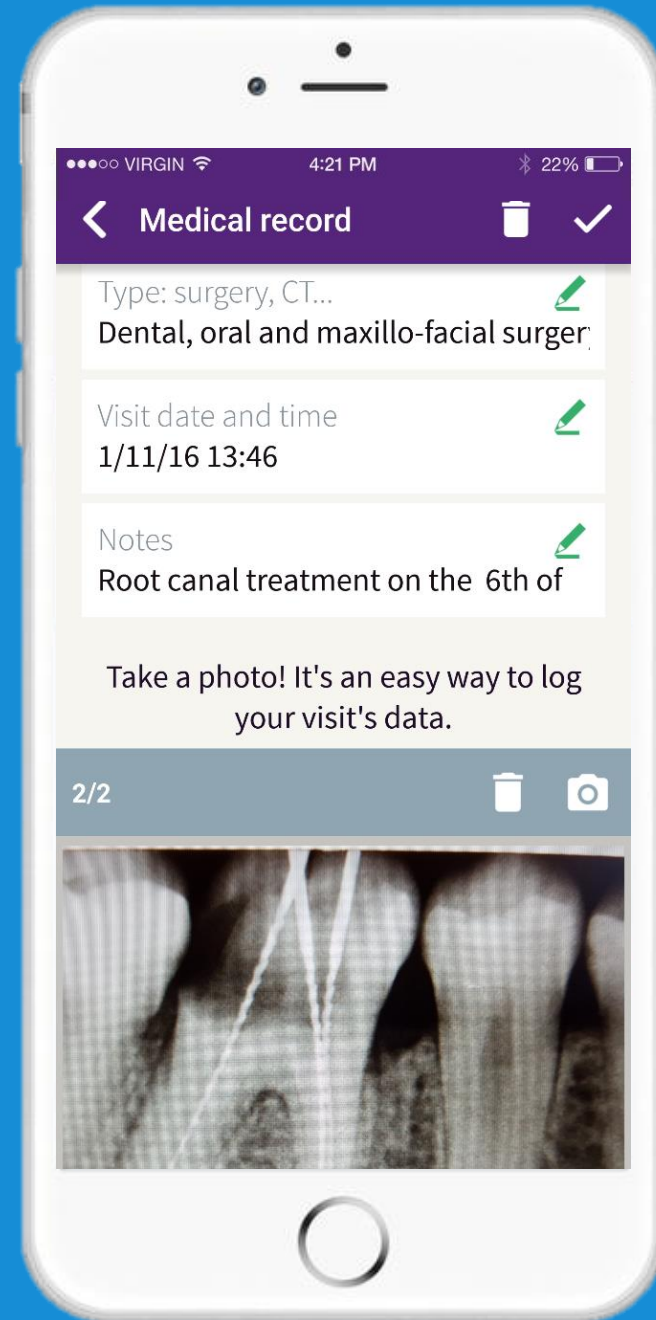 VIRGIN 4:21 PM 22%
Medical record
Type: surgery, CT...
Dental, oral and maxillo-facial surger
Visit date and time
1/11/16 13:46
Notes
Root canal treatment on the 6th of
Take a photo! It's an easy way to log
your visit's data.
2/2